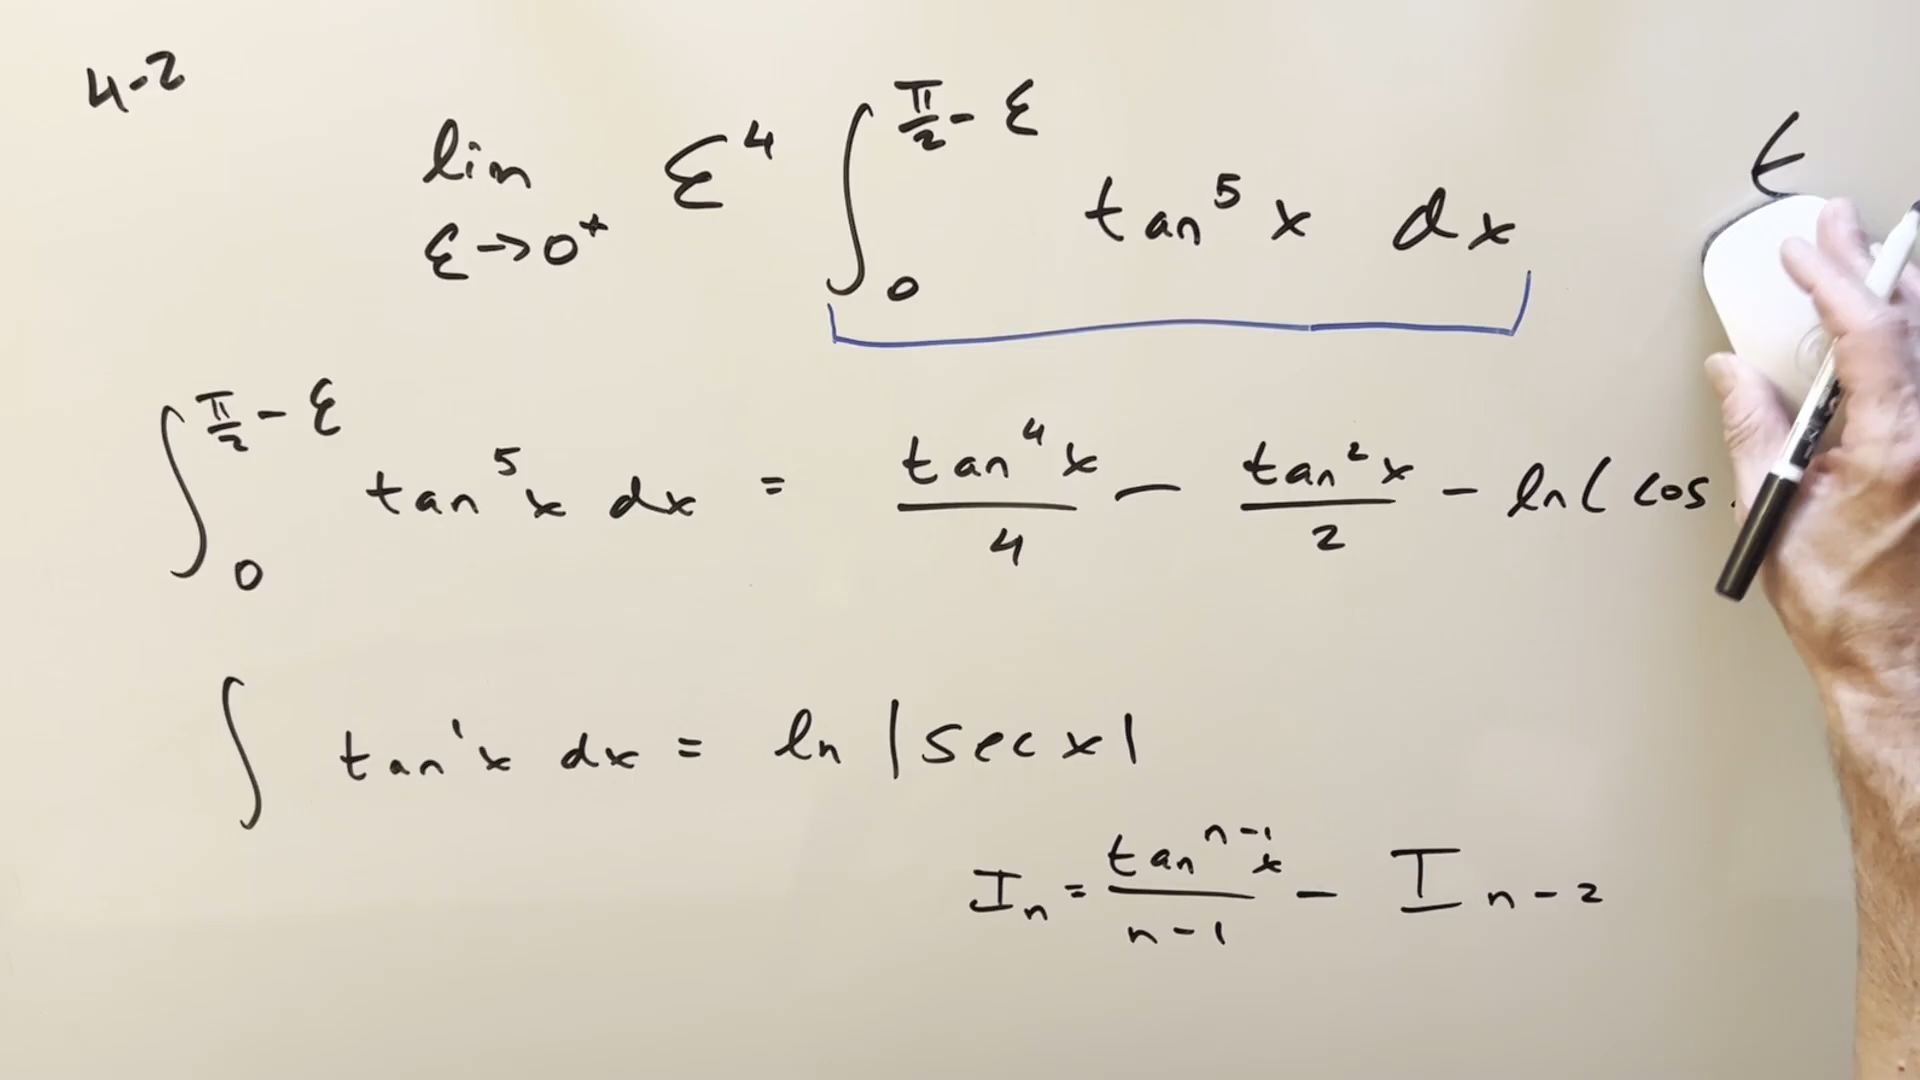 4-2
lim ε→0⁺ ε⁴ ∫₀^(π/2 - ε) tan⁵ x dx
∫₀^(π/2 - ε) tan⁵x dx = tan⁴x/4 - tan²x/2 - ln( cos
∫ tan¹x dx = ln |sec x|
Iₙ = tanⁿ⁻¹x/(n-1) - Iₙ₋₂